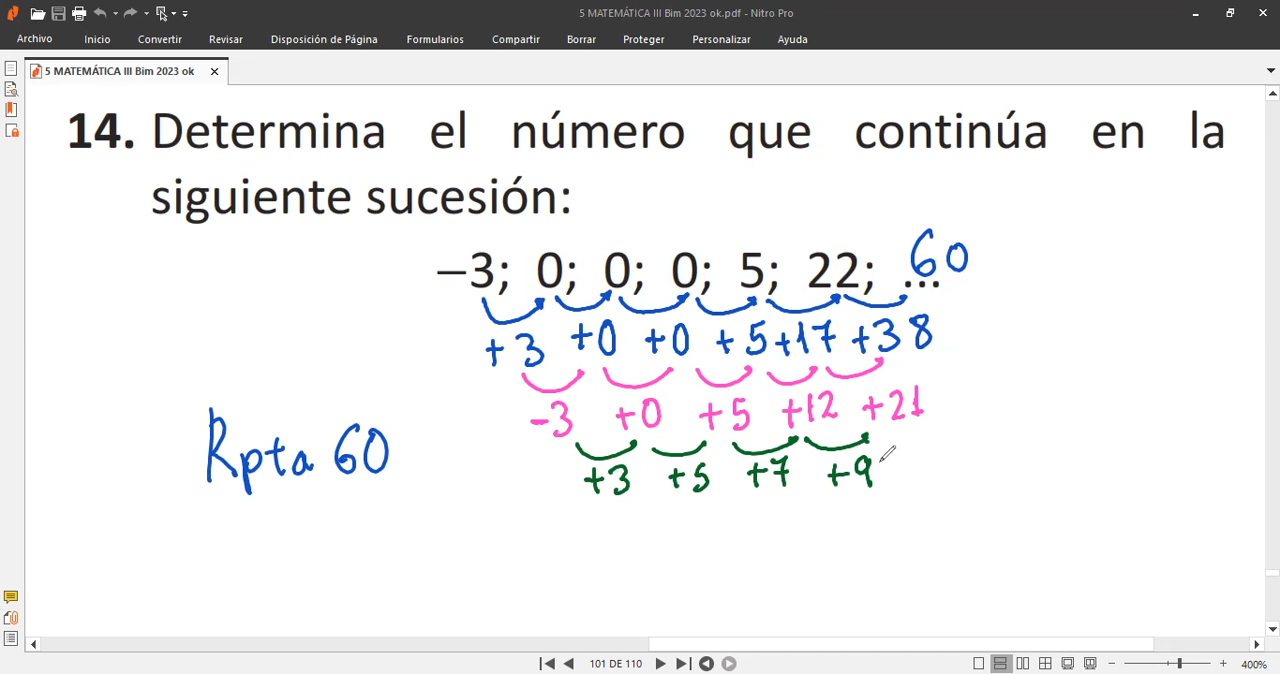 5 MATEMÁTICA III Bim 2023 ok.pdf - Nitro Pro
Archivo Inicio Convertir Revisar Disposición de Página Formularios Compartir Borrar Proteger Personalizar Ayuda
5 MATEMÁTICA III Bim 2023 ok
14. Determina el número que continúa en la
siguiente sucesión:
−3; 0; 0; 0; 5; 22; ... 60
+3 +0 +0 +5 +17 +38
-3 +0 +5 +12 +21
Rpta 60
+3 +5 +7 +9
101 DE 110
400%